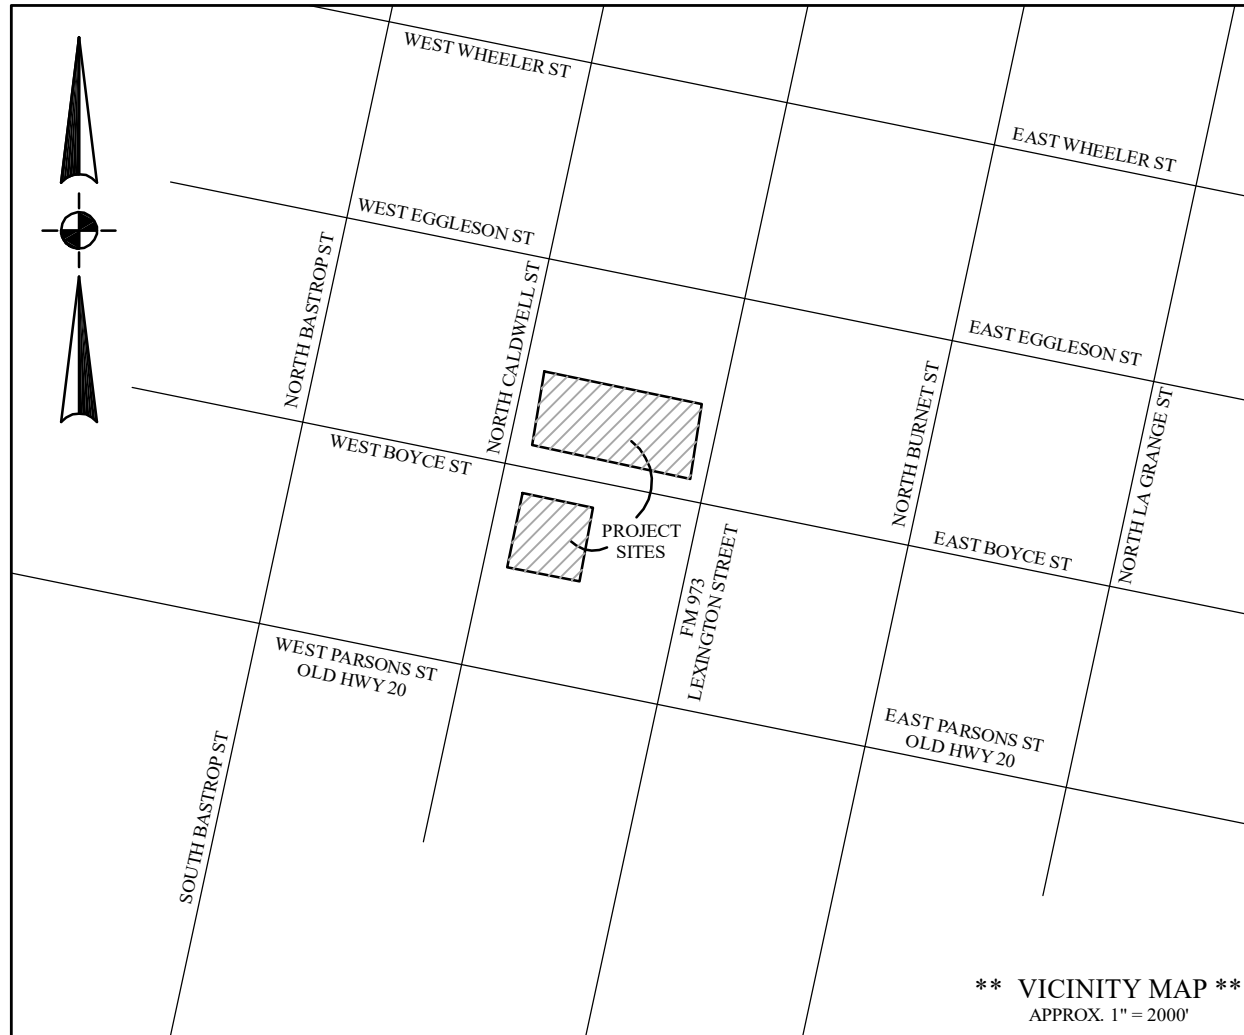 WEST WHEELER ST
EAST WHEELER ST
WEST EGGLESON ST
NORTH BASTROP ST
NORTH CALDWELL ST
EAST EGGLESON ST
NORTH BURNET ST
NORTH LA GRANGE ST
WEST BOYCE ST
PROJECT
SITES
FM 973
LEXINGTON STREET
EAST BOYCE ST
WEST PARSONS ST
OLD HWY 20
EAST PARSONS ST
OLD HWY 20
SOUTH BASTROP ST
** VICINITY MAP **
APPROX. 1" = 2000'